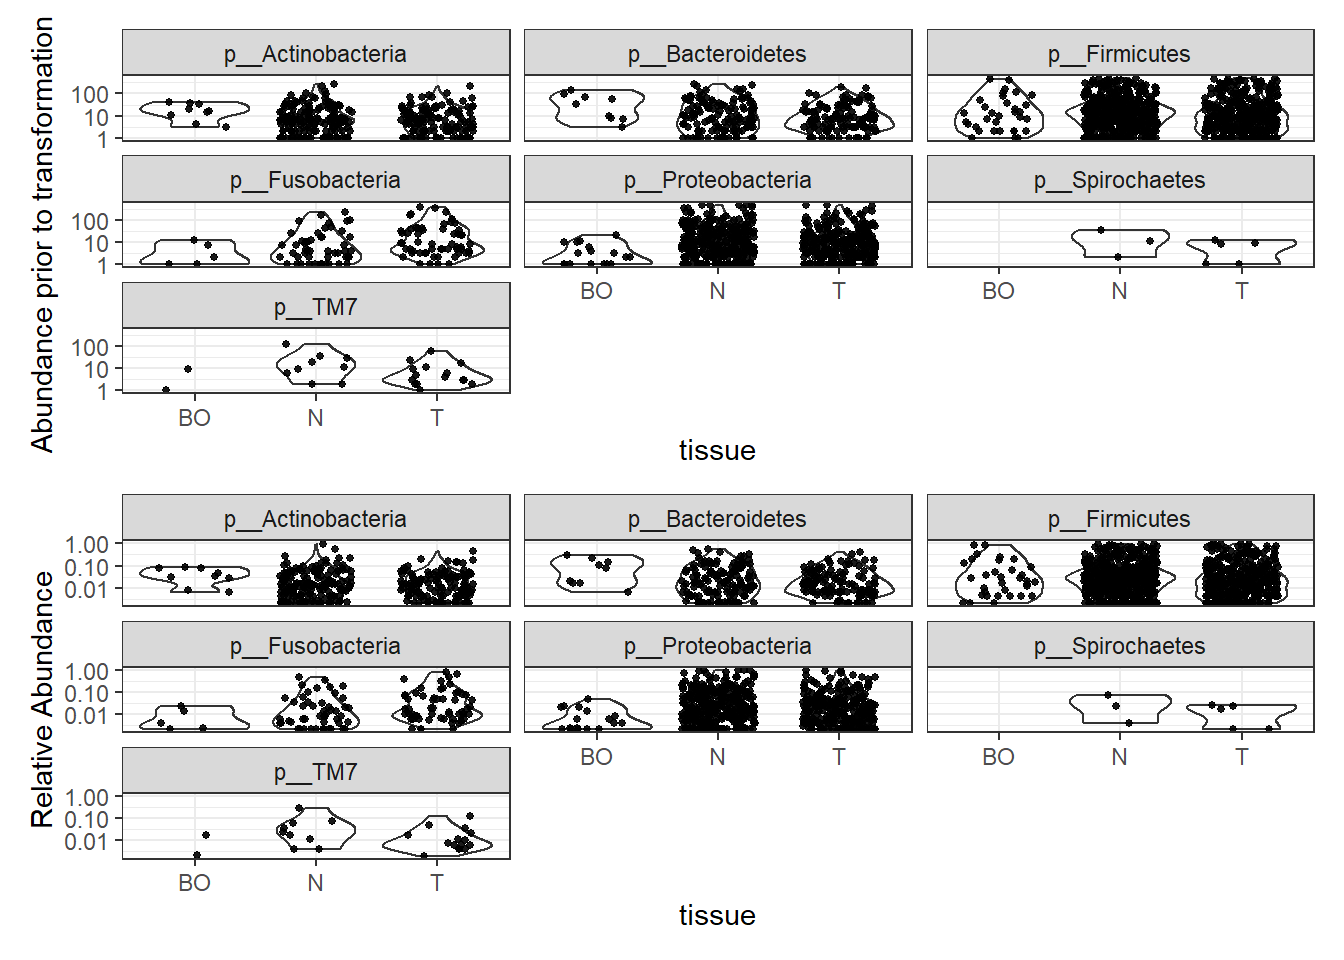 Abundance prior to transformation
p__Actinobacteria p__Bacteroidetes p__Firmicutes
100
10
1
p__Fusobacteria p__Proteobacteria p__Spirochaetes
100
10
1
BO N T BO N T
p__TM7
100
10
1
BO N T
tissue
Relative Abundance
p__Actinobacteria p__Bacteroidetes p__Firmicutes
1.00
0.10
0.01
p__Fusobacteria p__Proteobacteria p__Spirochaetes
1.00
0.10
0.01
BO N T BO N T
p__TM7
1.00
0.10
0.01
BO N T
tissue